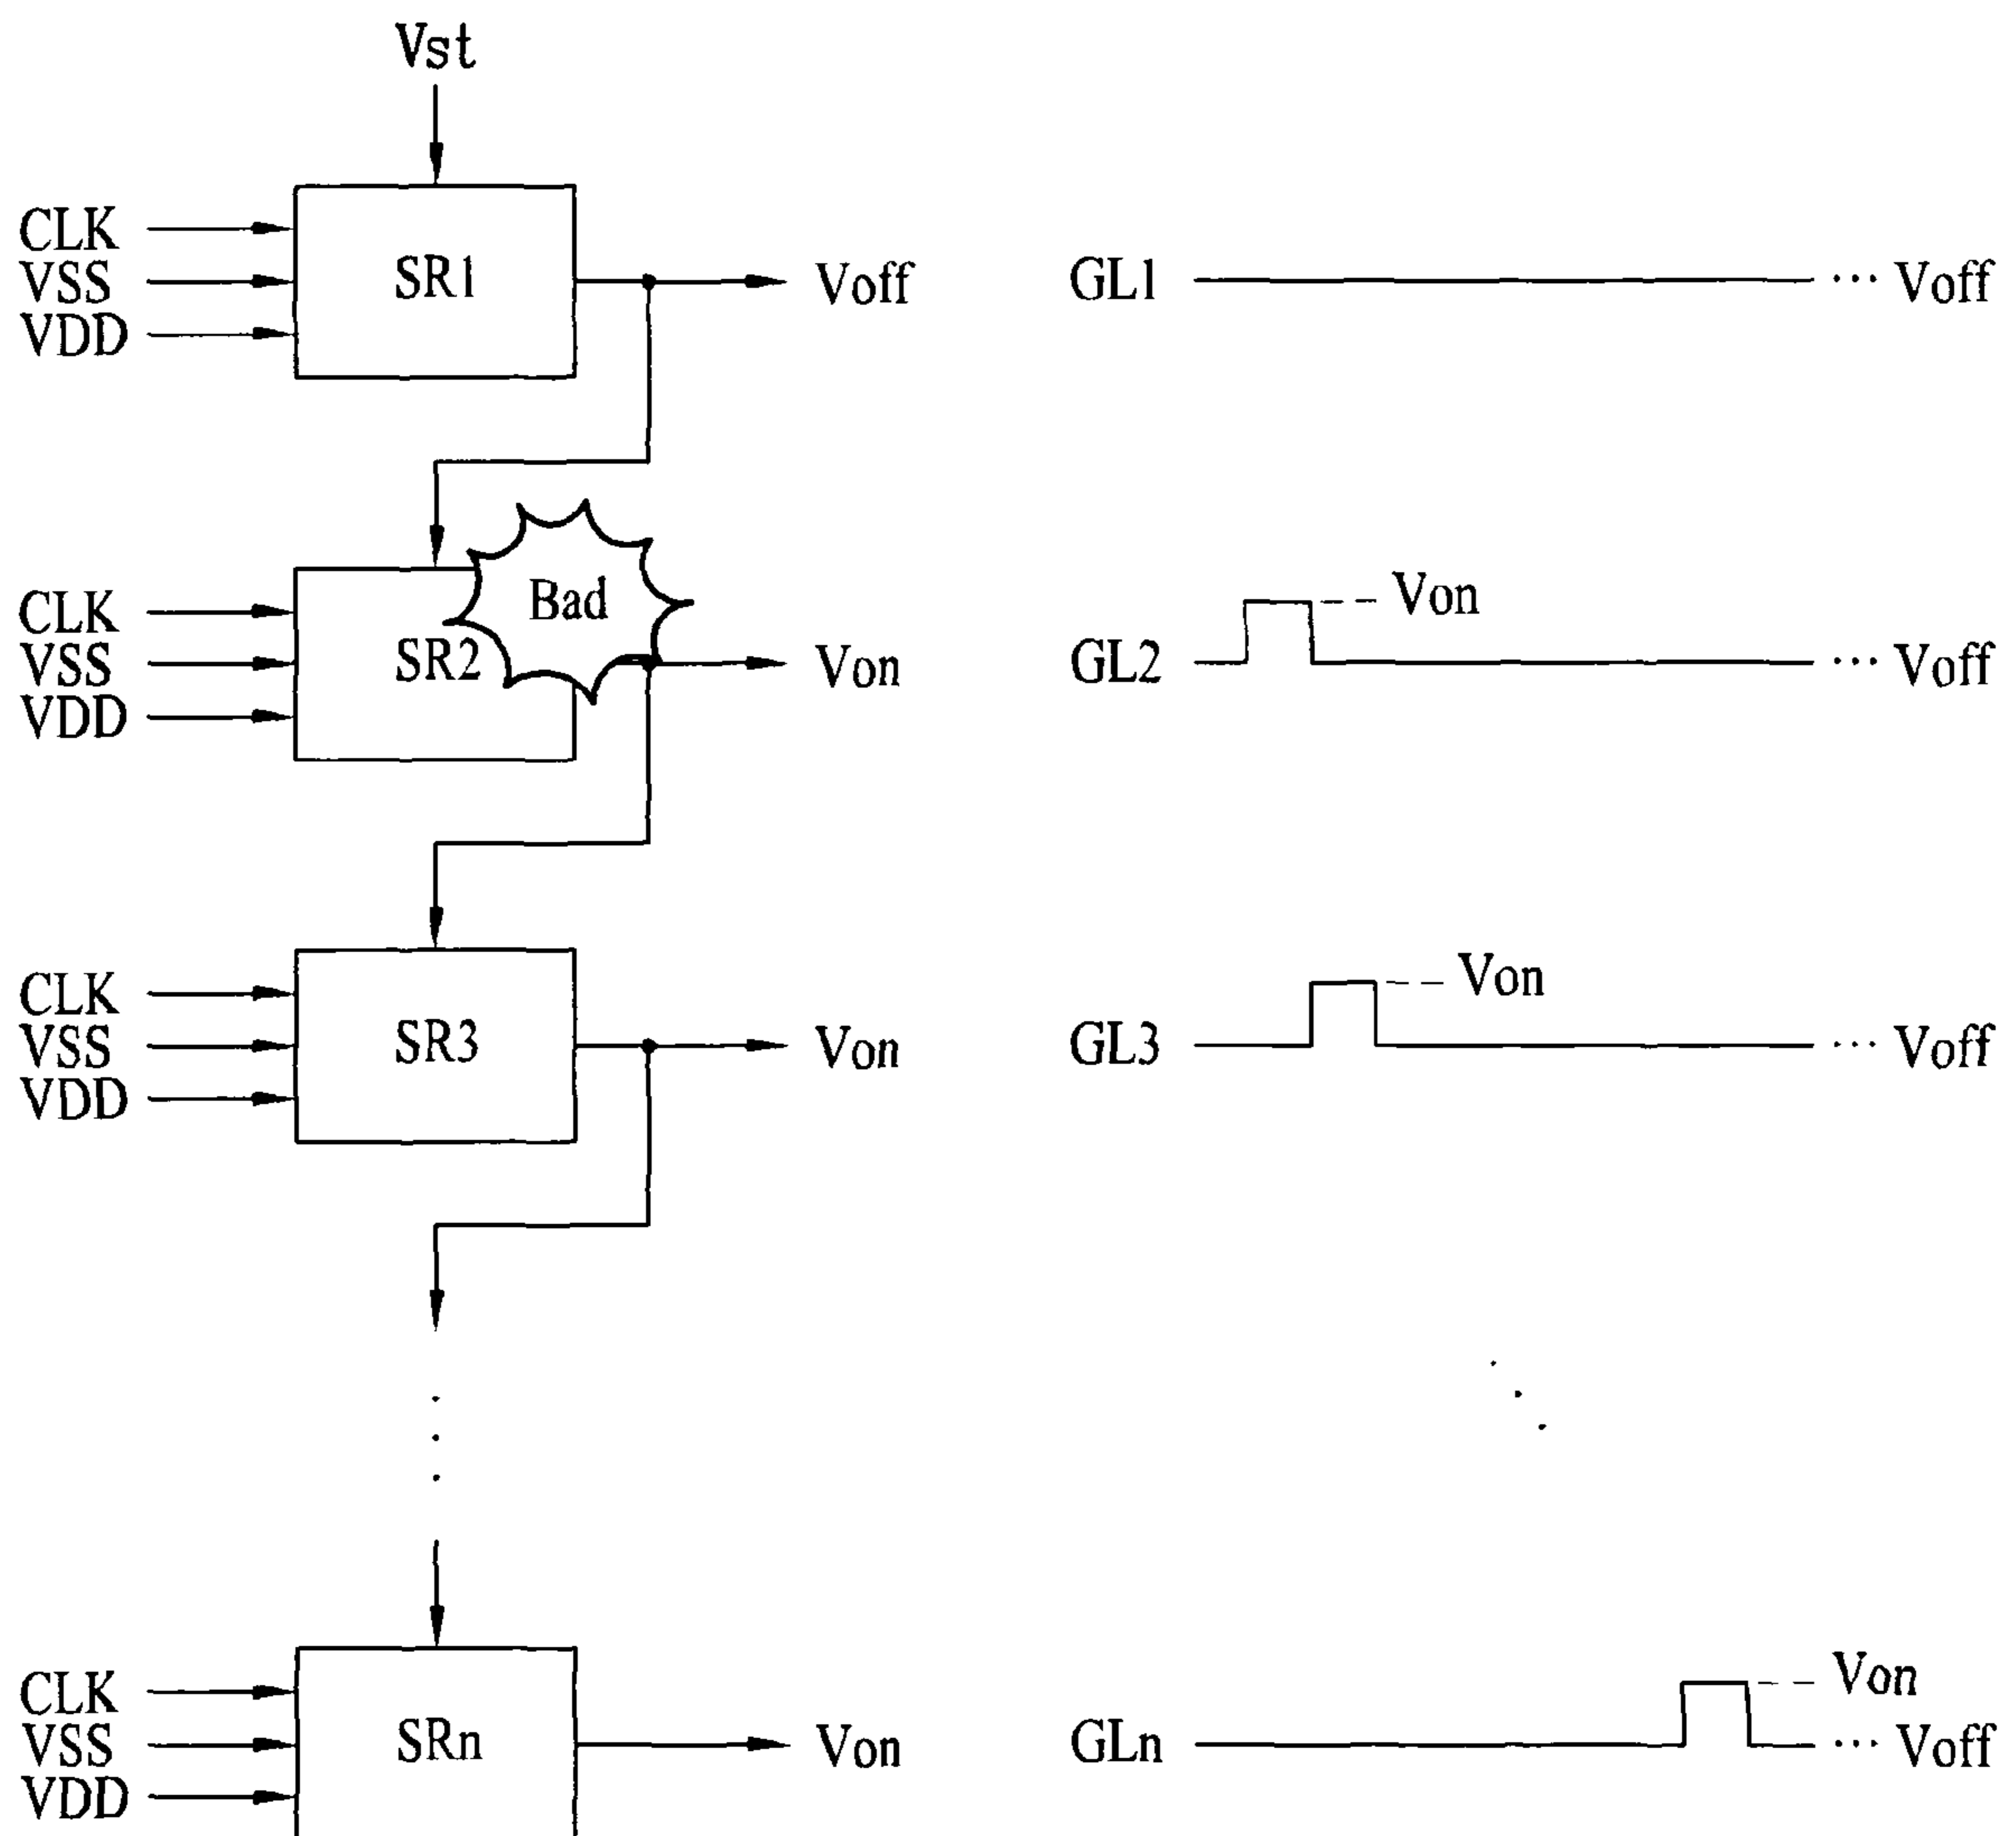 Vst
CLK
VSS
VDD
SR1
Voff
GL1
··· Voff
CLK
VSS
VDD
SR2
Bad
Von
GL2
Von
··· Voff
CLK
VSS
VDD
SR3
Von
GL3
Von
··· Voff
CLK
VSS
VDD
SRn
Von
GLn
Von
··· Voff